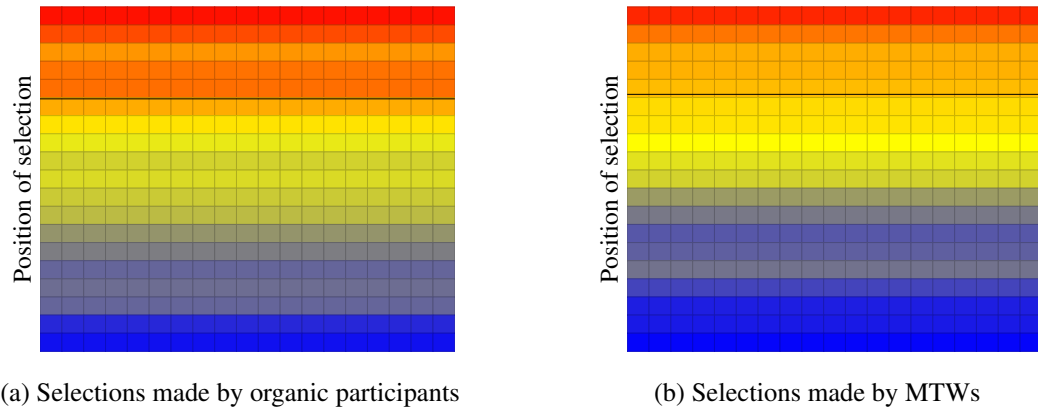 Position of selection
Position of selection
(a) Selections made by organic participants
(b) Selections made by MTWs